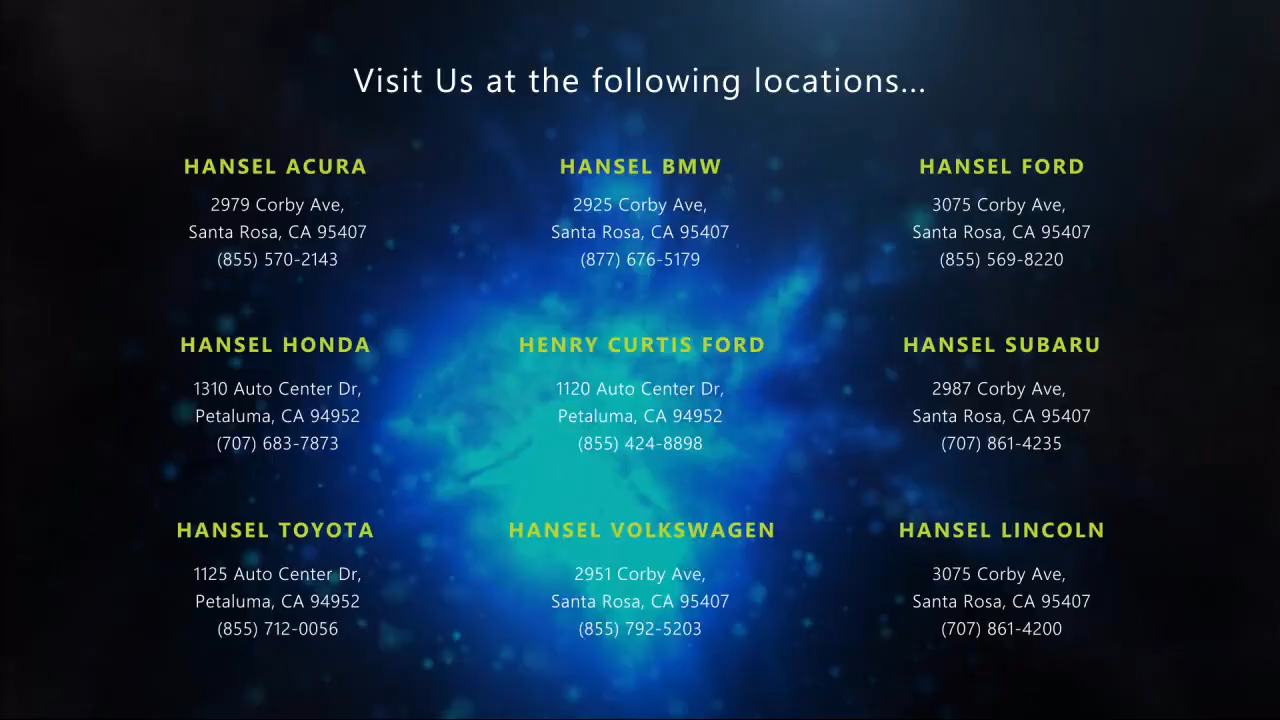 Visit Us at the following locations...
HANSEL ACURA
2979 Corby Ave,
Santa Rosa, CA 95407
(855) 570-2143
HANSEL BMW
2925 Corby Ave,
Santa Rosa, CA 95407
(877) 676-5179
HANSEL FORD
3075 Corby Ave,
Santa Rosa, CA 95407
(855) 569-8220
HANSEL HONDA
1310 Auto Center Dr,
Petaluma, CA 94952
(707) 683-7873
HENRY CURTIS FORD
1120 Auto Center Dr,
Petaluma, CA 94952
(855) 424-8898
HANSEL SUBARU
2987 Corby Ave,
Santa Rosa, CA 95407
(707) 861-4235
HANSEL TOYOTA
1125 Auto Center Dr,
Petaluma, CA 94952
(855) 712-0056
HANSEL VOLKSWAGEN
2951 Corby Ave,
Santa Rosa, CA 95407
(855) 792-5203
HANSEL LINCOLN
3075 Corby Ave,
Santa Rosa, CA 95407
(707) 861-4200